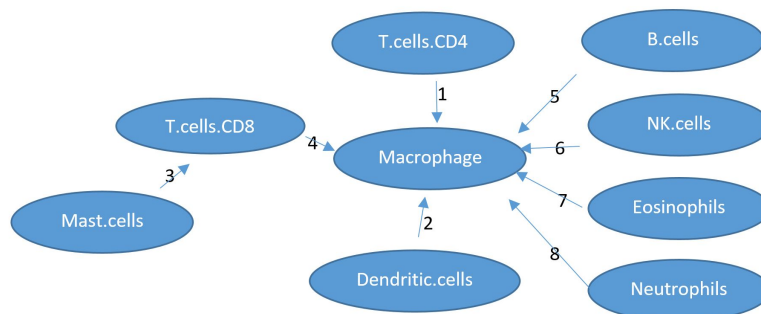 T.cells.CD4
B.cells
1
5
T.cells.CD8
4
Macrophage
6
NK.cells
3
7
Eosinophils
Mast.cells
2
8
Dendritic.cells
Neutrophils